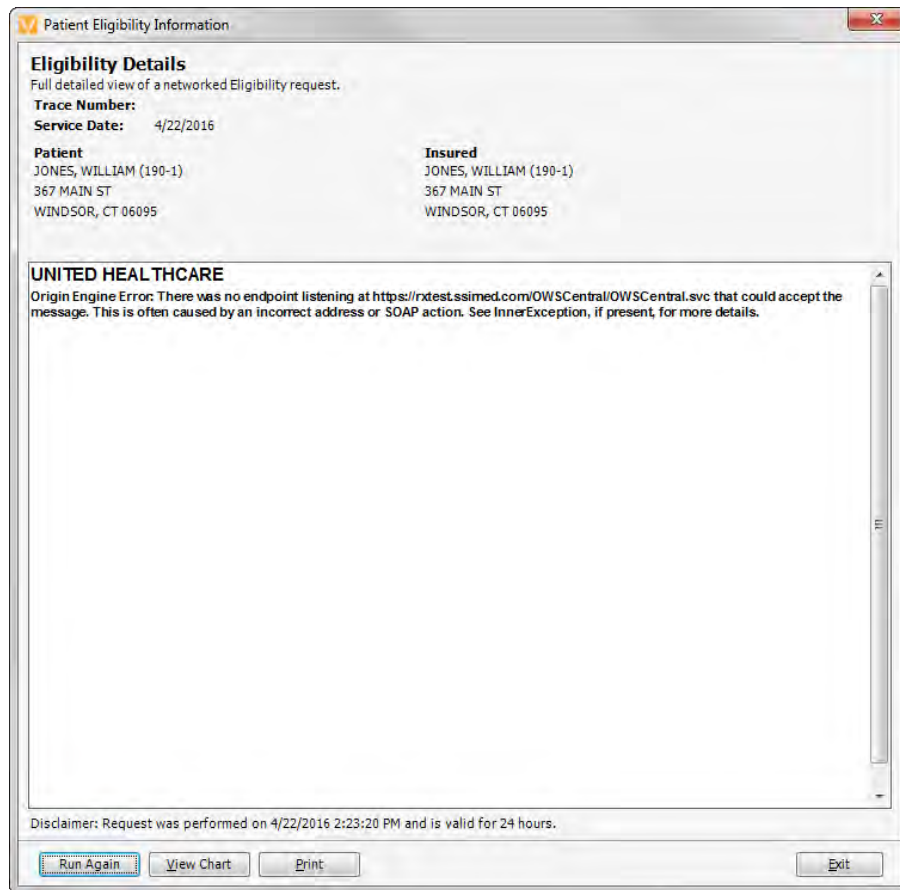 Patient Eligibility Information
Eligibility Details
Full detailed view of a networked Eligibility request.
Trace Number:
Service Date: 4/22/2016
Patient
JONES, WILLIAM (190-1)
367 MAIN ST
WINDSOR, CT 06095
Insured
JONES, WILLIAM (190-1)
367 MAIN ST
WINDSOR, CT 06095
UNITED HEALTHCARE
Origin Engine Error: There was no endpoint listening at https://rxtest.ssimed.com/OWSCentral/OWSCentral.svc that could accept the
message. This is often caused by an incorrect address or SOAP action. See InnerException, if present, for more details.
Disclaimer: Request was performed on 4/22/2016 2:23:20 PM and is valid for 24 hours.
Run Again View Chart Print Exit